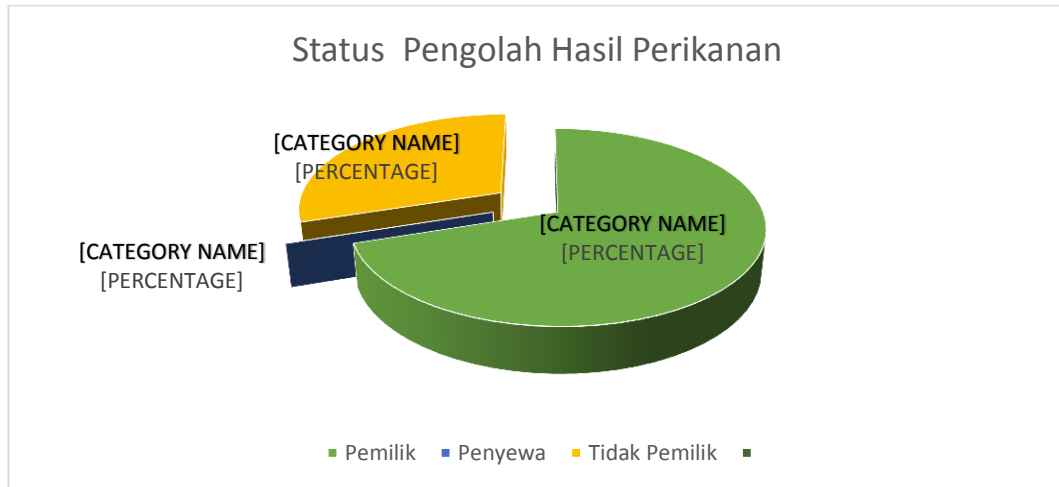 Status Pengolah Hasil Perikanan
[CATEGORY NAME]
[PERCENTAGE]
[CATEGORY NAME]
[PERCENTAGE]
[CATEGORY NAME]
[PERCENTAGE]
Pemilik Penyewa Tidak Pemilik